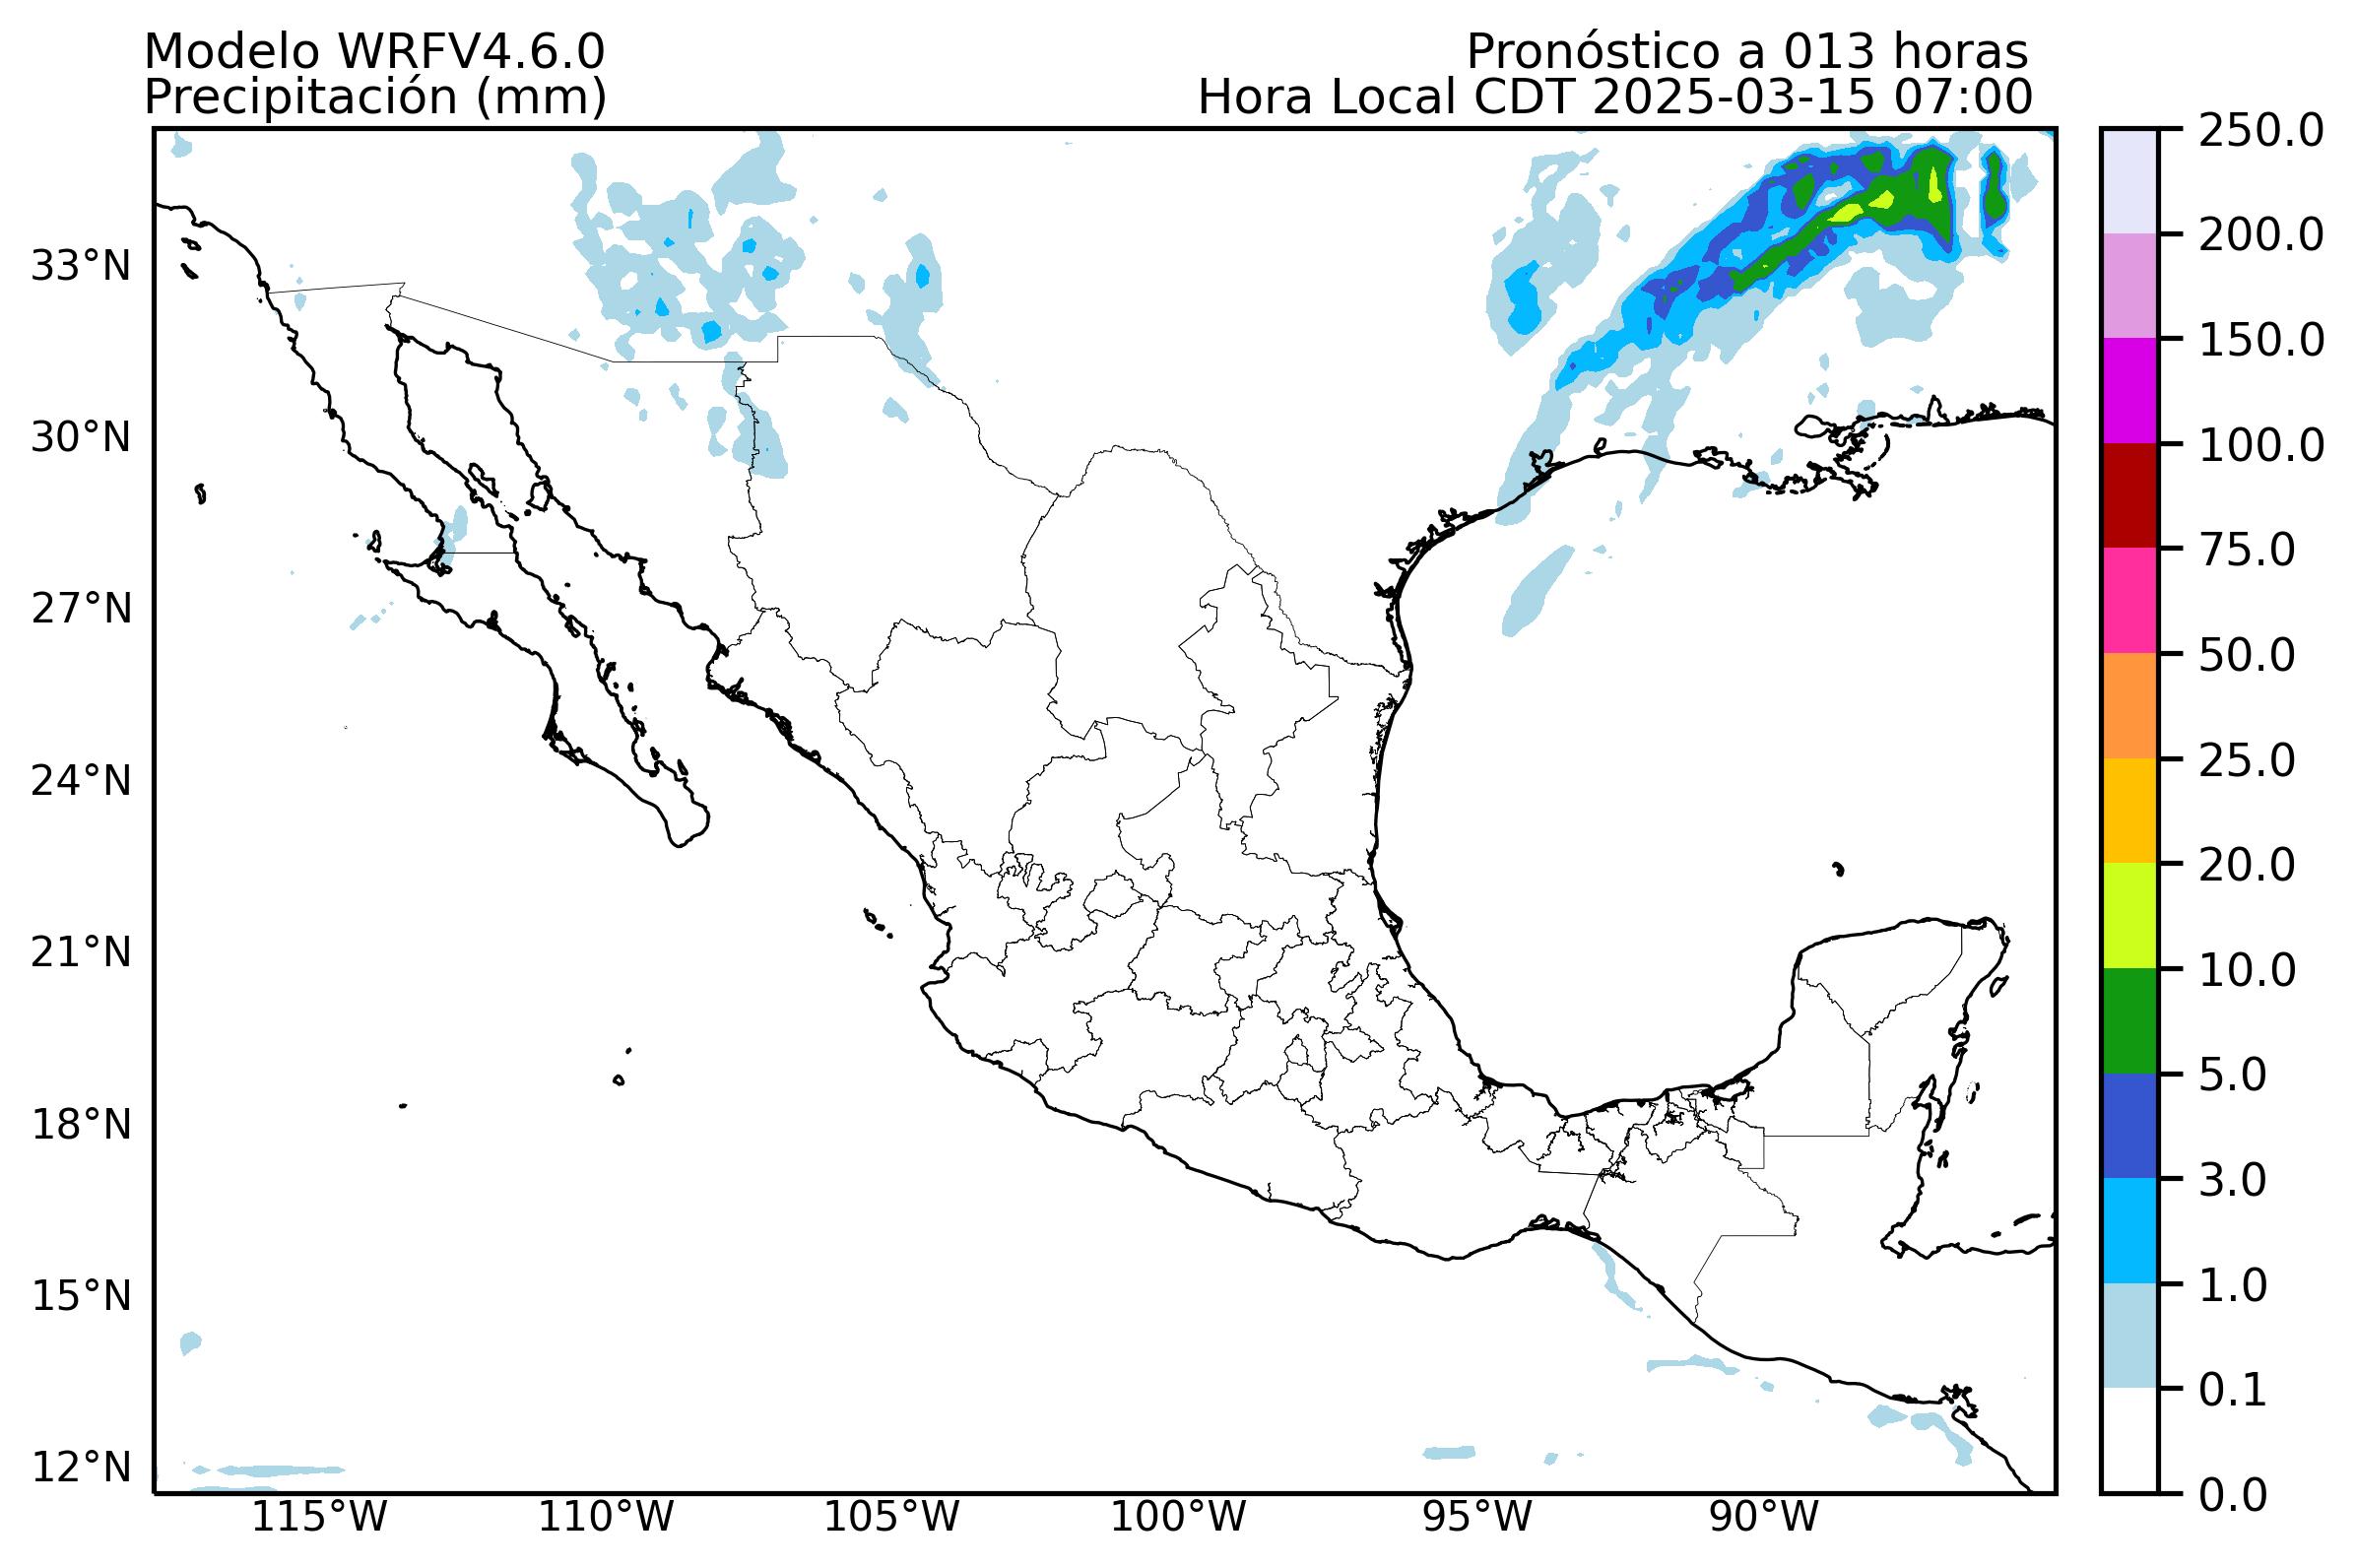 Modelo WRFV4.6.0
Precipitación (mm)
Pronóstico a 013 horas
Hora Local CDT 2025-03-15 07:00
33°N
30°N
27°N
24°N
21°N
18°N
15°N
12°N
115°W
110°W
105°W
100°W
95°W
90°W
250.0
200.0
150.0
100.0
75.0
50.0
25.0
20.0
10.0
5.0
3.0
1.0
0.1
0.0